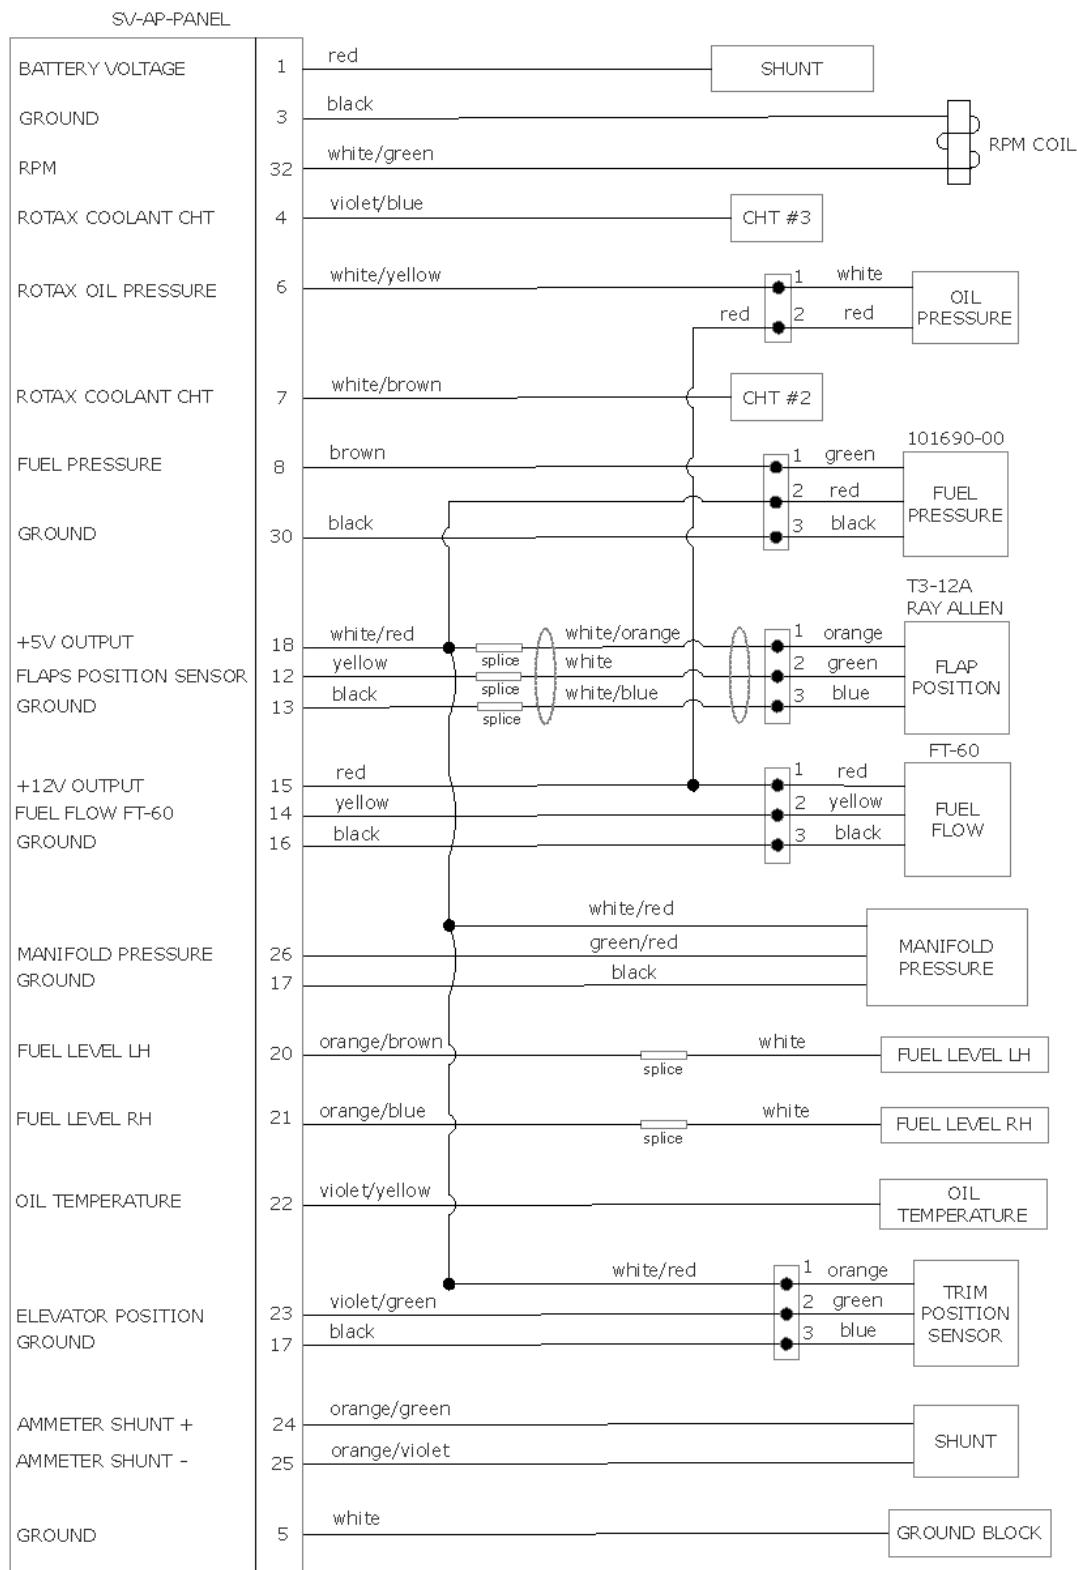 SV-AP-PANEL
BATTERY VOLTAGE 1 red SHUNT
GROUND 3 black
RPM COIL
RPM 32 white/green
ROTAX COOLANT CHT 4 violet/blue CHT #3
ROTAX OIL PRESSURE 6 white/yellow 1 white
OIL PRESSURE
red 2 red
ROTAX COOLANT CHT 7 white/brown CHT #2
101690-00
FUEL PRESSURE 8 brown 1 green
2 red FUEL PRESSURE
GROUND 30 black 3 black
T3-12A
RAY ALLEN
+5V OUTPUT 18 white/red splice white/orange 1 orange
FLAPS POSITION SENSOR 12 yellow splice white 2 green FLAP POSITION
GROUND 13 black splice white/blue 3 blue
FT-60
+12V OUTPUT 15 red 1 red
FUEL FLOW FT-60 14 yellow 2 yellow FUEL FLOW
GROUND 16 black 3 black
white/red
MANIFOLD PRESSURE 26 green/red MANIFOLD PRESSURE
GROUND 17 black
FUEL LEVEL LH 20 orange/brown splice white FUEL LEVEL LH
FUEL LEVEL RH 21 orange/blue splice white FUEL LEVEL RH
OIL TEMPERATURE 22 violet/yellow OIL TEMPERATURE
white/red 1 orange
ELEVATOR POSITION 23 violet/green 2 green TRIM POSITION SENSOR
GROUND 17 black 3 blue
AMMETER SHUNT + 24 orange/green
SHUNT
AMMETER SHUNT - 25 orange/violet
GROUND 5 white GROUND BLOCK